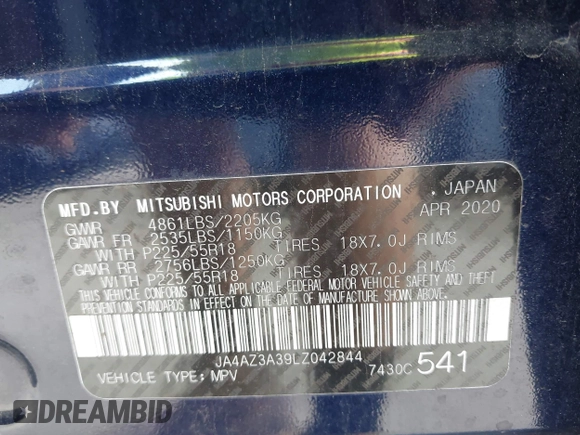 MFD.BY MITSUBISHI MOTORS CORPORATION . JAPAN
GVWR 4861LBS/2205KG APR 2020
GAWR FR 2535LBS/1150KG
WITH P225/55R18 TIRES 18X7.0J RIMS
GAWR RR 2756LBS/1250KG
WITH P225/55R18 TIRES 18X7.0J RIMS
THIS VEHICLE CONFORMS TO ALL APPLICABLE FEDERAL MOTOR VEHICLE SAFETY, BUMPER, AND THEFT
PREVENTION STANDARDS IN EFFECT ON THE DATE OF MANUFACTURE SHOWN ABOVE.
JA4AZ3A39LZ042844
VEHICLE TYPE: MPV 7430C 541
DREAMBID